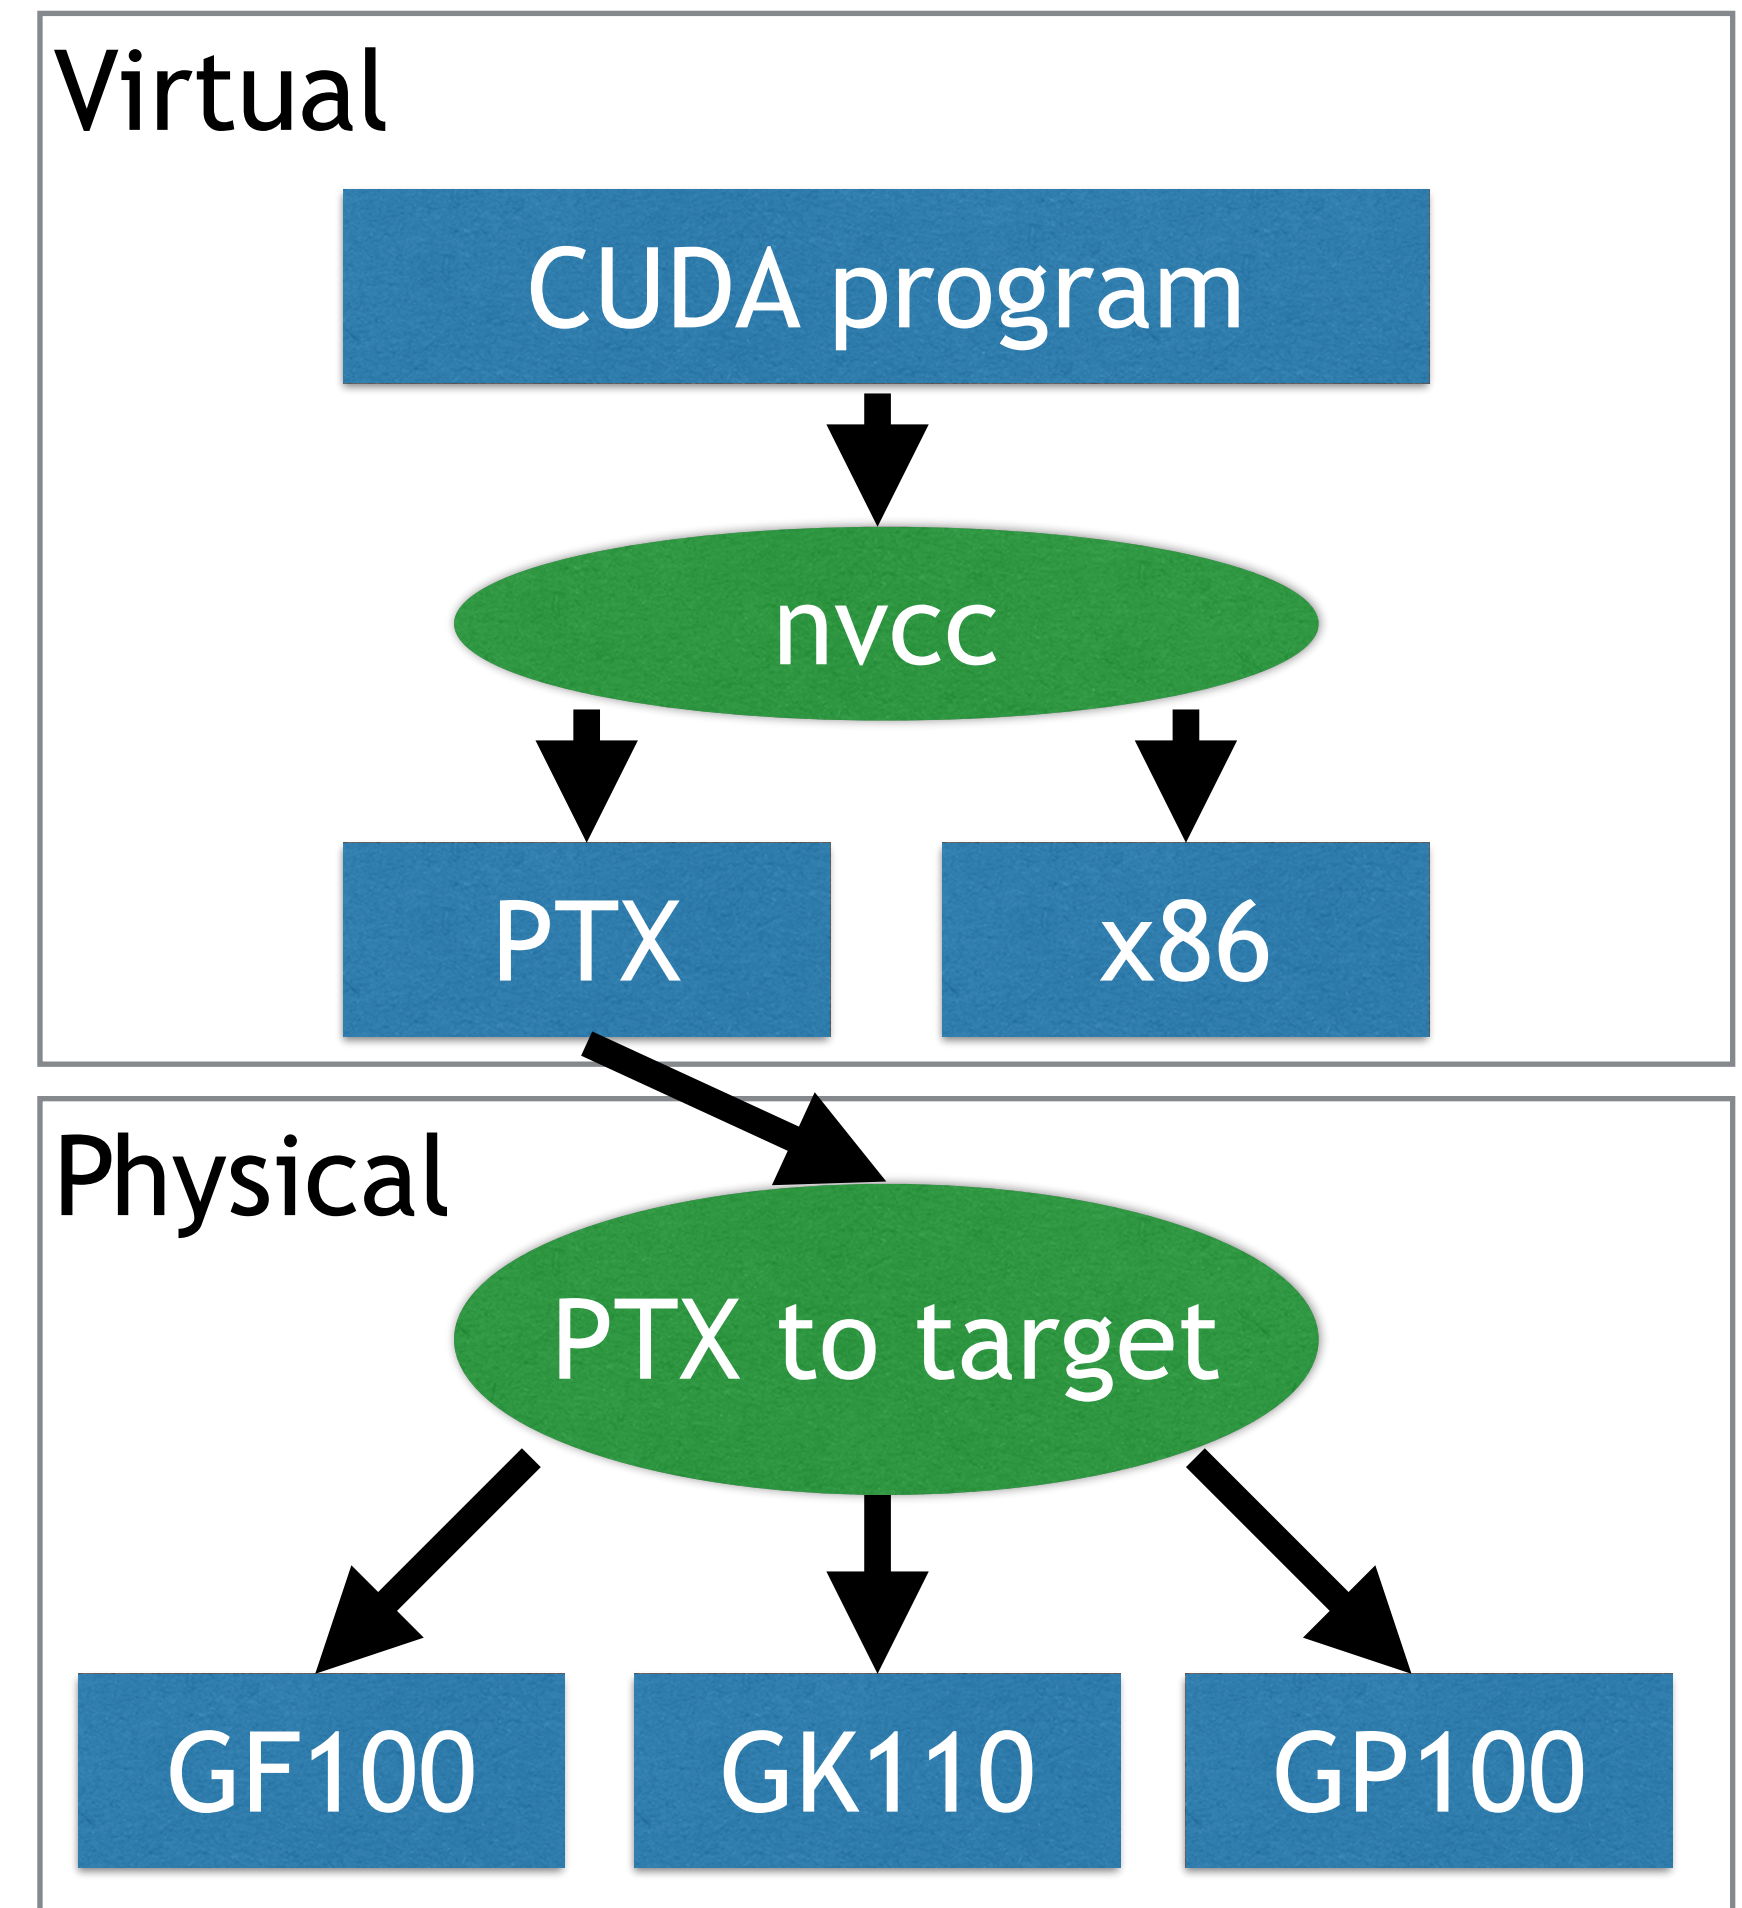 Virtual
CUDA program
nvcc
PTX
x86
Physical
PTX to target
GF100
GK110
GP100